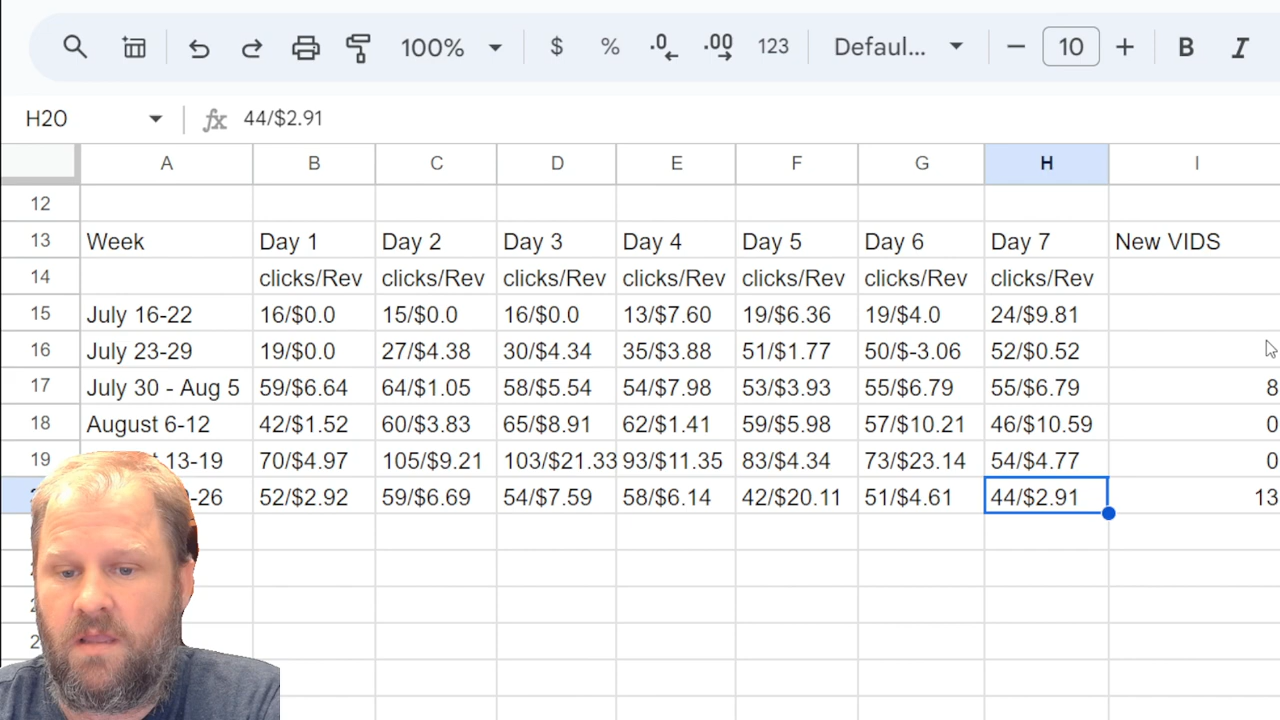 100% $ % .0 .00 123 Defaul... 10 B I
H20 fx 44/$2.91
A B C D E F G H I
12
13 Week Day 1 Day 2 Day 3 Day 4 Day 5 Day 6 Day 7 New VIDS
14 clicks/Rev clicks/Rev clicks/Rev clicks/Rev clicks/Rev clicks/Rev clicks/Rev
15 July 16-22 16/$0.0 15/$0.0 16/$0.0 13/$7.60 19/$6.36 19/$4.0 24/$9.81
16 July 23-29 19/$0.0 27/$4.38 30/$4.34 35/$3.88 51/$1.77 50/$-3.06 52/$0.52
17 July 30 - Aug 5 59/$6.64 64/$1.05 58/$5.54 54/$7.98 53/$3.93 55/$6.79 55/$6.79 8
18 August 6-12 42/$1.52 60/$3.83 65/$8.91 62/$1.41 59/$5.98 57/$10.21 46/$10.59 0
19 13-19 70/$4.97 105/$9.21 103/$21.33 93/$11.35 83/$4.34 73/$23.14 54/$4.77 0
-26 52/$2.92 59/$6.69 54/$7.59 58/$6.14 42/$20.11 51/$4.61 44/$2.91 13